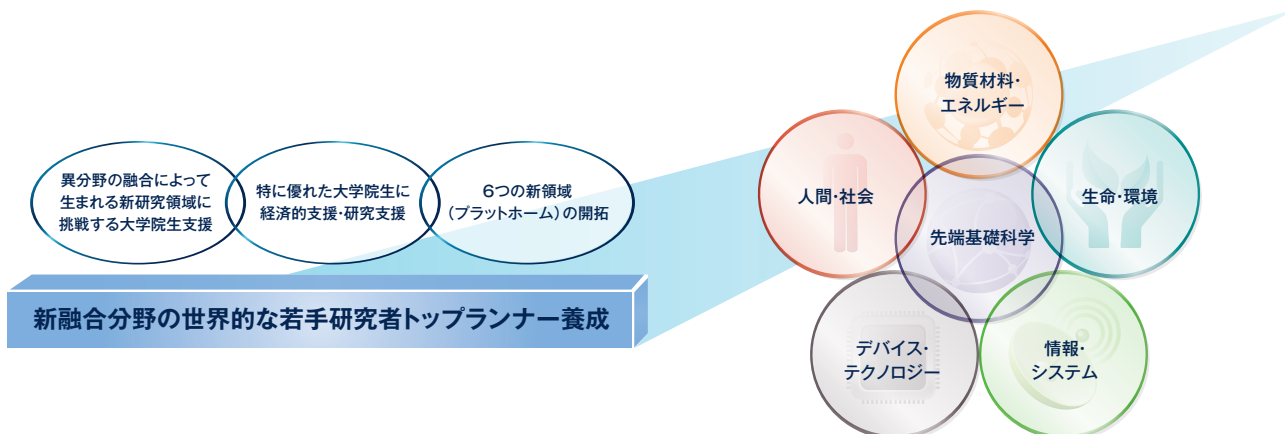 異分野の融合によって
生まれる新研究領域に
挑戦する大学院生支援
特に優れた大学院生に
経済的支援・研究支援
6つの新領域
（プラットホーム）の開拓
新融合分野の世界的な若手研究者トップランナー養成
物質材料・
エネルギー
人間・社会
生命・環境
先端基礎科学
デバイス・
テクノロジー
情報・
システム